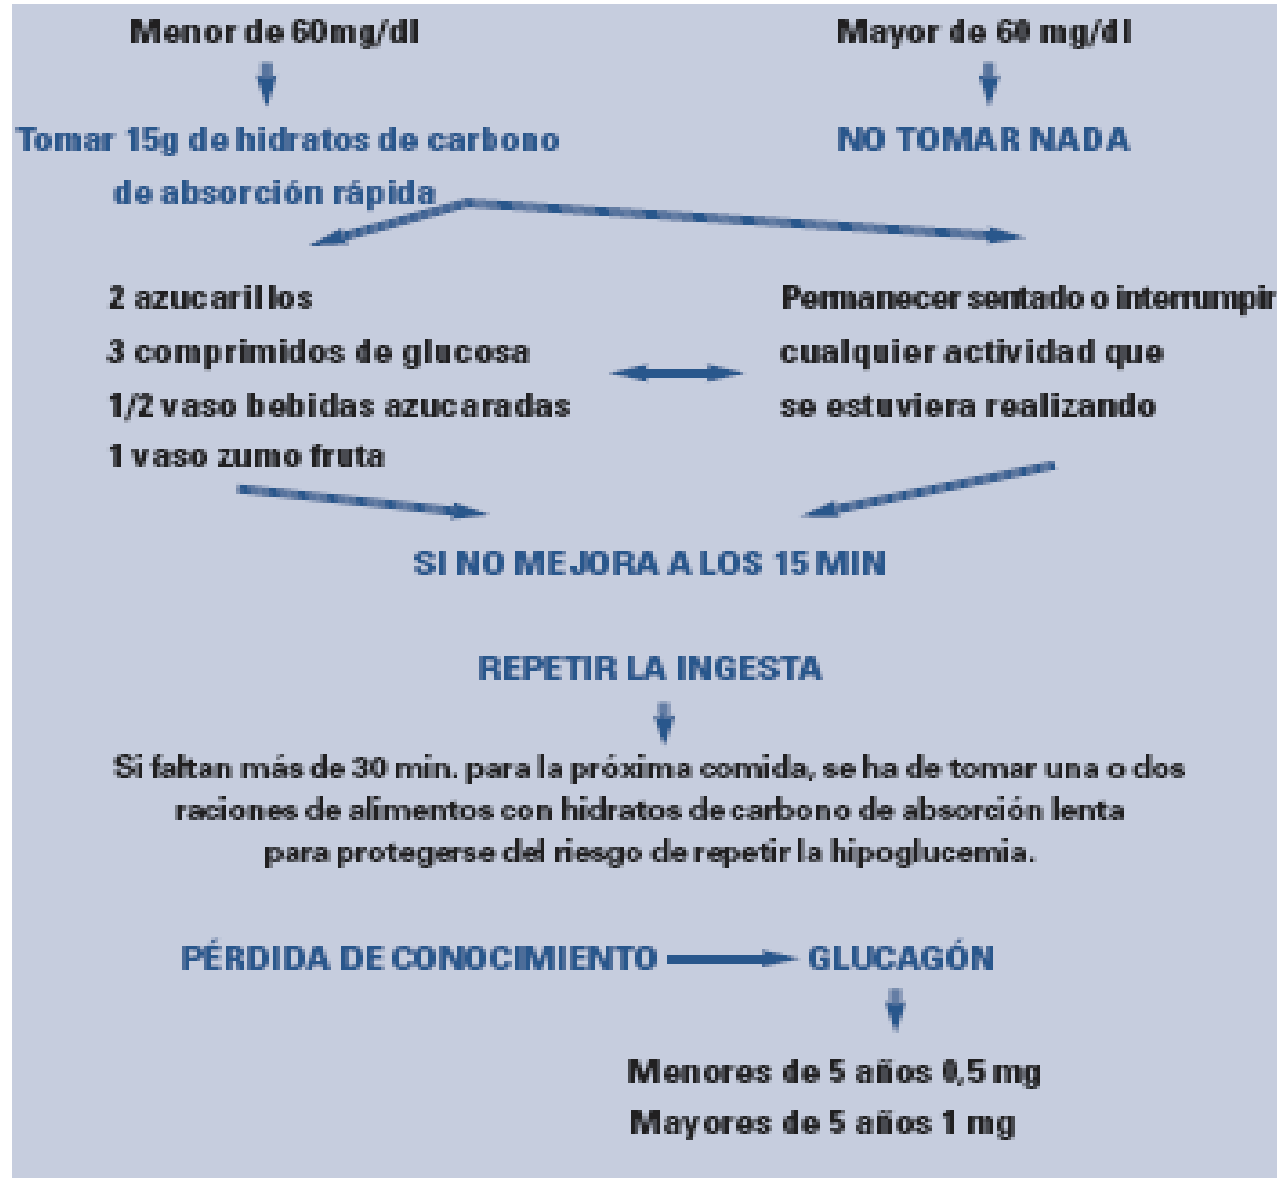 Menor de 60mg/dl
Mayor de 60 mg/dl
Tomar 15g de hidratos de carbono
de absorción rápida
NO TOMAR NADA
2 azucarillos
3 comprimidos de glucosa
1/2 vaso bebidas azucaradas
1 vaso zumo fruta
Permanecer sentado o interrumpir
cualquier actividad que
se estuviera realizando
SI NO MEJORA A LOS 15 MIN
REPETIR LA INGESTA
Si faltan más de 30 min. para la próxima comida, se ha de tomar una o dos
raciones de alimentos con hidratos de carbono de absorción lenta
para protegerse del riesgo de repetir la hipoglucemia.
PÉRDIDA DE CONOCIMIENTO
GLUCAGÓN
Menores de 5 años 0,5 mg
Mayores de 5 años 1 mg